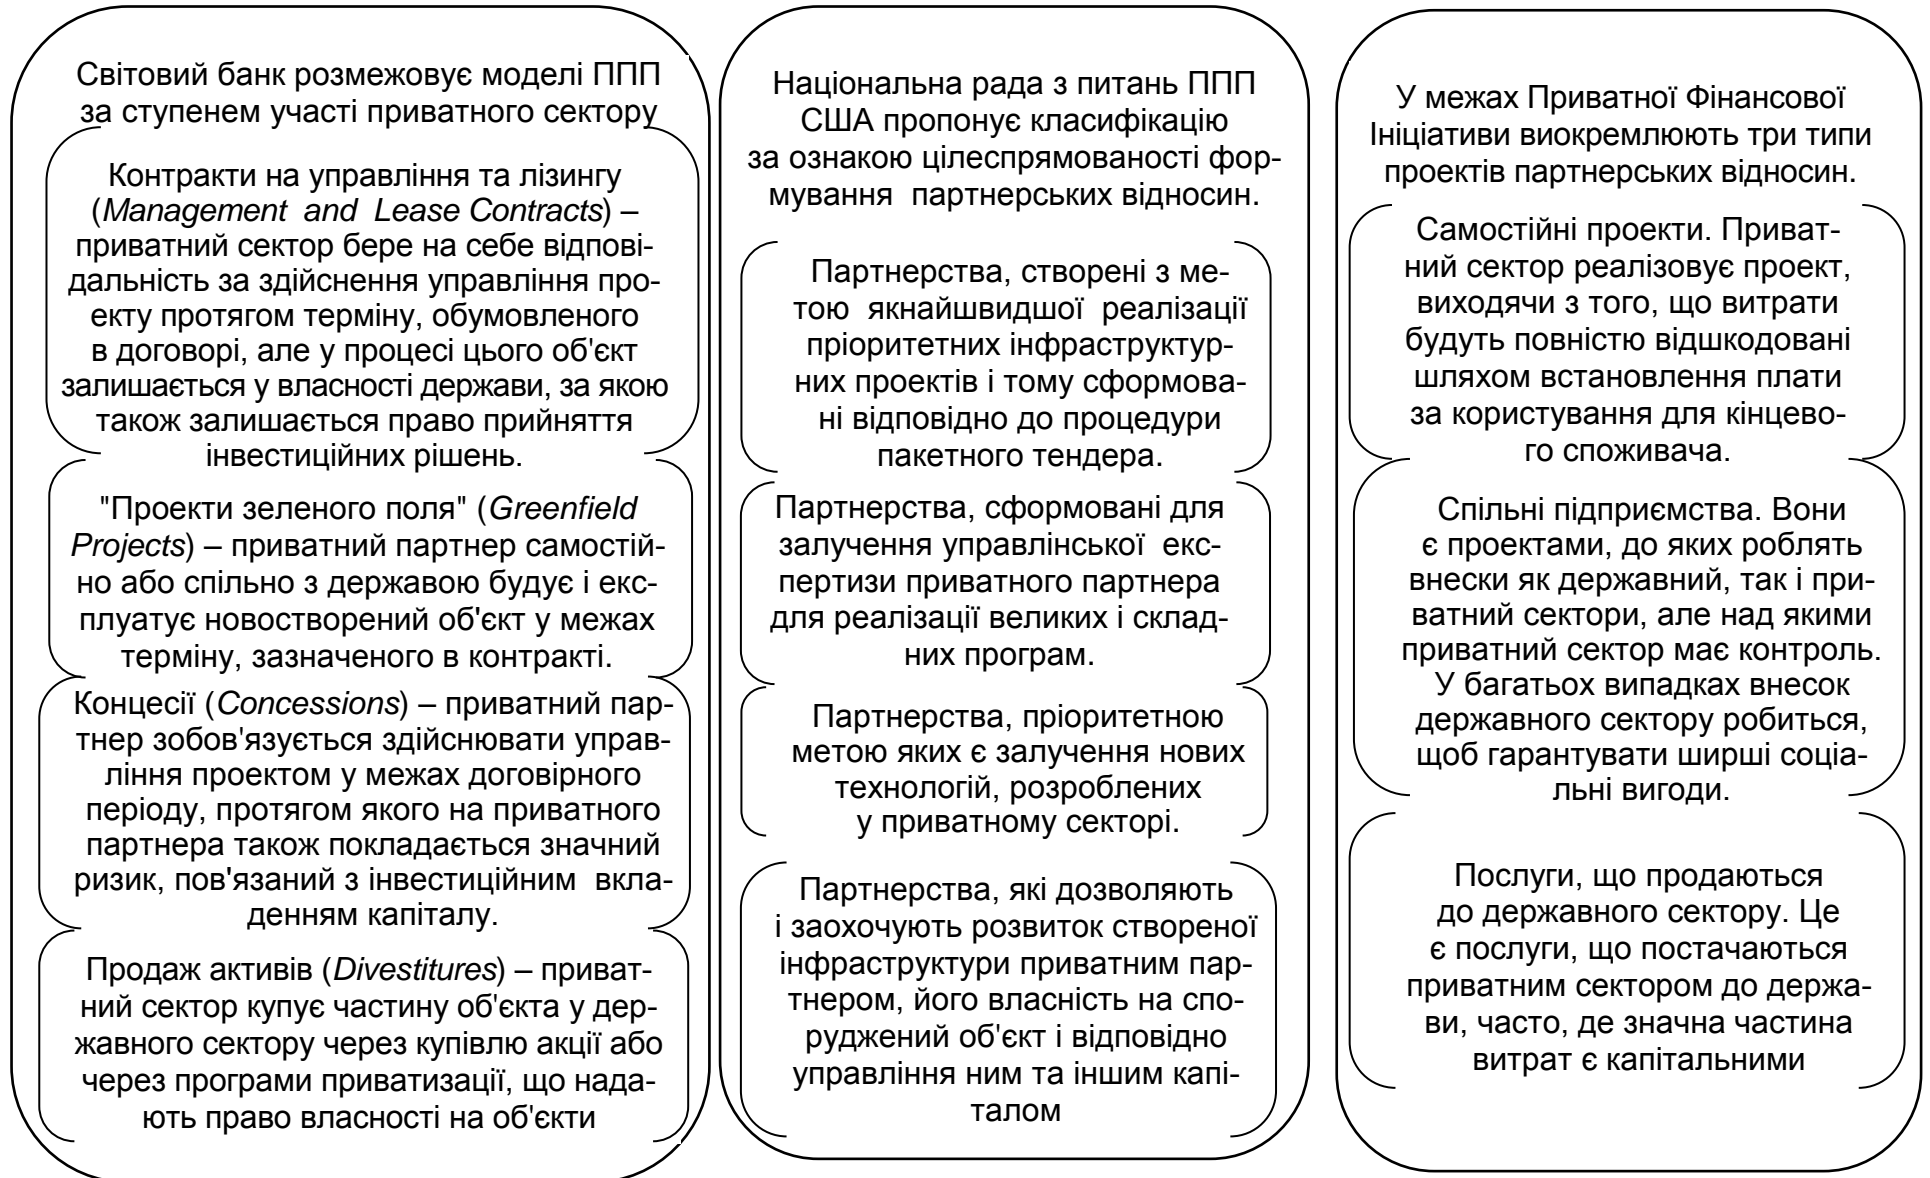 Світовий банк розмежовує моделі ППП
за ступенем участі приватного сектору
Контракти на управління та лізингу
(Management and Lease Contracts) –
приватний сектор бере на себе відпові-
дальність за здійснення управління про-
екту протягом терміну, обумовленого
в договорі, але у процесі цього об'єкт
залишається у власності держави, за якою
також залишається право прийняття
інвестиційних рішень.
"Проекти зеленого поля" (Greenfield
Projects) – приватний партнер самостій-
но або спільно з державою будує і екс-
плуатує новостворений об'єкт у межах
терміну, зазначеного в контракті.
Концесії (Concessions) – приватний пар-
тнер зобов'язується здійснювати управ-
ління проектом у межах договірного
періоду, протягом якого на приватного
партнера також покладається значний
ризик, пов'язаний з інвестиційним вкла-
денням капіталу.
Продаж активів (Divestitures) – приват-
ний сектор купує частину об'єкта у дер-
жавного сектору через купівлю акції або
через програми приватизації, що нада-
ють право власності на об'єкти
Національна рада з питань ППП
США пропонує класифікацію
за ознакою цілеспрямованості фор-
мування партнерських відносин.
Партнерства, створені з ме-
тою якнайшвидшої реалізації
пріоритетних інфраструктур-
них проектів і тому сформова-
ні відповідно до процедури
пакетного тендера.
Партнерства, сформовані для
залучення управлінської екс-
пертизи приватного партнера
для реалізації великих і склад-
них програм.
Партнерства, пріоритетною
метою яких є залучення нових
технологій, розроблених
у приватному секторі.
Партнерства, які дозволяють
і заохочують розвиток створеної
інфраструктури приватним пар-
тнером, його власність на спо-
руджений об'єкт і відповідно
управління ним та іншим капі-
талом
У межах Приватної Фінансової
Ініціативи виокремлюють три типи
проектів партнерських відносин.
Самостійні проекти. Приват-
ний сектор реалізовує проект,
виходячи з того, що витрати
будуть повністю відшкодовані
шляхом встановлення плати
за користування для кінцево-
го споживача.
Спільні підприємства. Вони
є проектами, до яких роблять
внески як державний, так і при-
ватний сектори, але над якими
приватний сектор має контроль.
У багатьох випадках внесок
державного сектору робиться,
щоб гарантувати ширші соціа-
льні вигоди.
Послуги, що продаються
до державного сектору. Це
є послуги, що постачаються
приватним сектором до держа-
ви, часто, де значна частина
витрат є капітальними